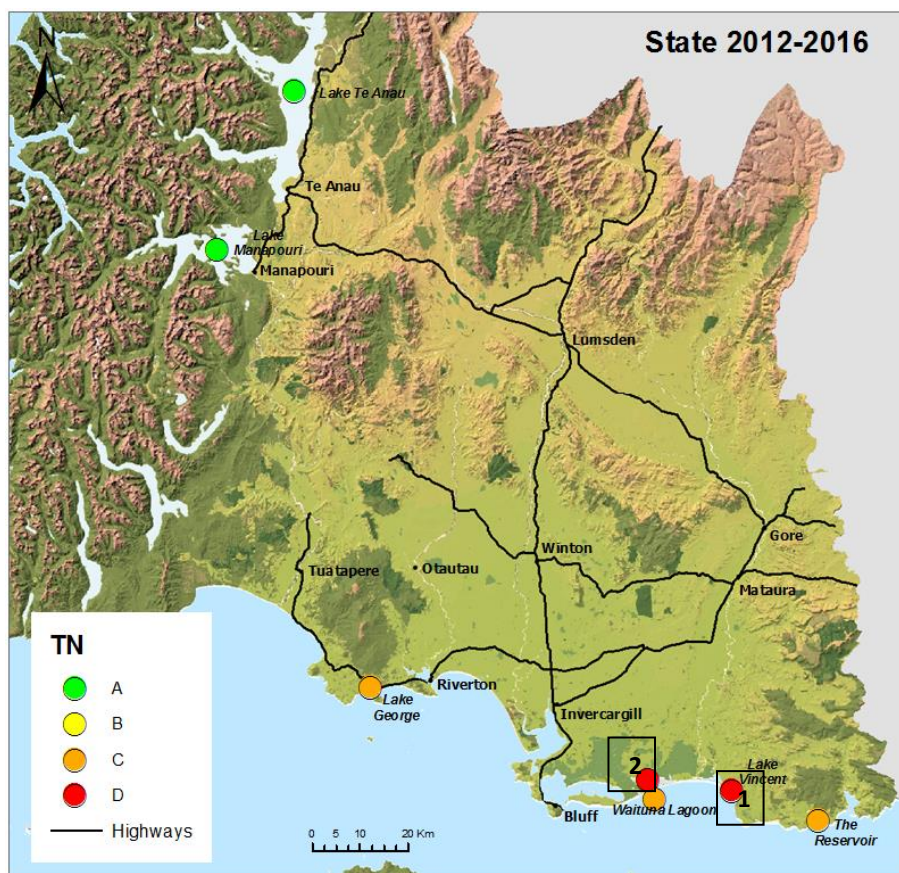 State 2012-2016
N
Lake Te Anau
Te Anau
Lake
Manapouri
Manapouri
Lumsden
Gore
Winton
Tuatapere
Otautau
Mataura
Riverton
Lake
George
Invercargill
2
Lake
Vincent
1
Waituna Lagoon
Bluff
The
Reservoir
TN
A
B
C
D
Highways
0 5 10 20 Km